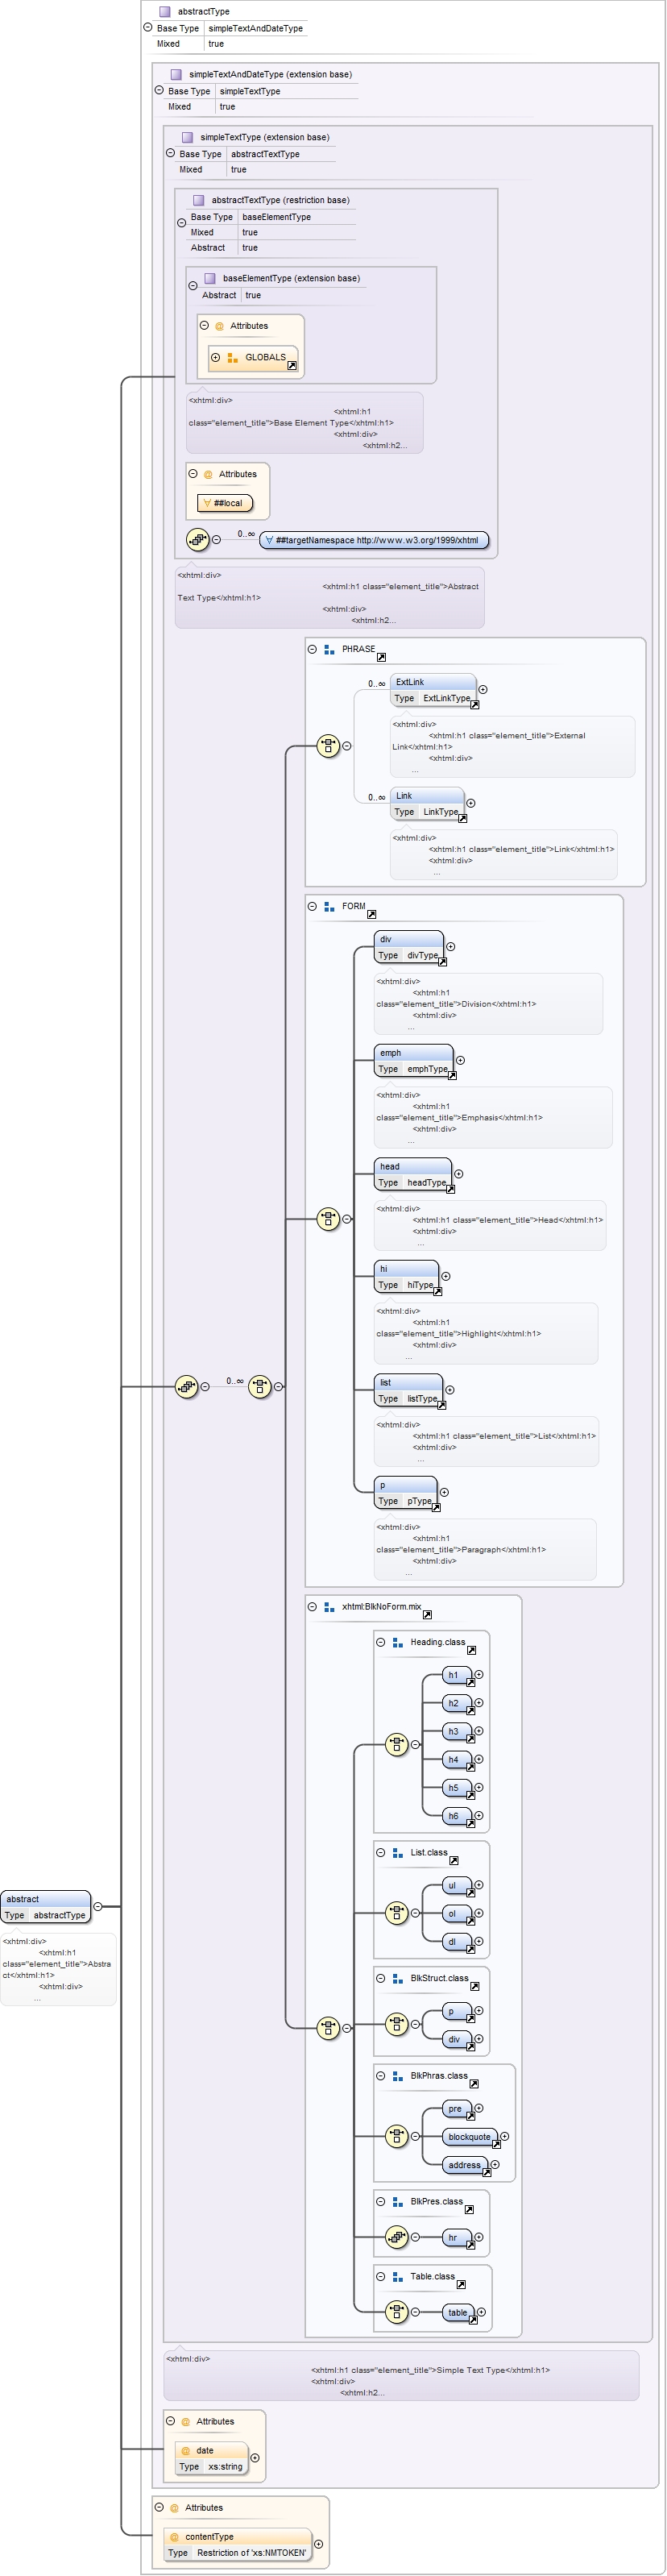 abstractType
Base Type simpleTextAndDateType
Mixed true
simpleTextAndDateType (extension base)
Base Type simpleTextType
Mixed true
simpleTextType (extension base)
Base Type abstractTextType
Mixed true
abstractTextType (restriction base)
Base Type baseElementType
Mixed true
Abstract true
baseElementType (extension base)
Abstract true
@ Attributes
GLOBALS
<xhtml:div>
<xhtml:h1
class="element_title">Base Element Type</xhtml:h1>
<xhtml:div>
<xhtml:h2...
@ Attributes
∀ ##local
0..∞ ∀ ##targetNamespace http://www.w3.org/1999/xhtml
<xhtml:div>
<xhtml:h1 class="element_title">Abstract
Text Type</xhtml:h1>
<xhtml:div>
<xhtml:h2...
PHRASE
0..∞ ExtLink
Type ExtLinkType
<xhtml:div>
<xhtml:h1 class="element_title">External
Link</xhtml:h1>
<xhtml:div>
...
0..∞ Link
Type LinkType
<xhtml:div>
<xhtml:h1 class="element_title">Link</xhtml:h1>
<xhtml:div>
...
FORM
div
Type divType
<xhtml:div>
<xhtml:h1
class="element_title">Division</xhtml:h1>
<xhtml:div>
...
emph
Type emphType
<xhtml:div>
<xhtml:h1
class="element_title">Emphasis</xhtml:h1>
<xhtml:div>
...
head
Type headType
<xhtml:div>
<xhtml:h1 class="element_title">Head</xhtml:h1>
<xhtml:div>
...
hi
Type hiType
<xhtml:div>
<xhtml:h1
class="element_title">Highlight</xhtml:h1>
<xhtml:div>
...
0..∞
list
Type listType
<xhtml:div>
<xhtml:h1 class="element_title">List</xhtml:h1>
<xhtml:div>
...
p
Type pType
<xhtml:div>
<xhtml:h1
class="element_title">Paragraph</xhtml:h1>
<xhtml:div>
...
xhtml:BlkNoForm.mix
Heading.class
h1
h2
h3
h4
h5
h6
List.class
ul
ol
dl
abstract
Type abstractType
<xhtml:div>
<xhtml:h1
class="element_title">Abstra
ct</xhtml:h1>
<xhtml:div>
...
BlkStruct.class
p
div
BlkPhras.class
pre
blockquote
address
BlkPres.class
hr
Table.class
table
<xhtml:div>
<xhtml:h1 class="element_title">Simple Text Type</xhtml:h1>
<xhtml:div>
<xhtml:h2...
@ Attributes
@ date
Type xs:string
@ Attributes
@ contentType
Type Restriction of 'xs:NMTOKEN'